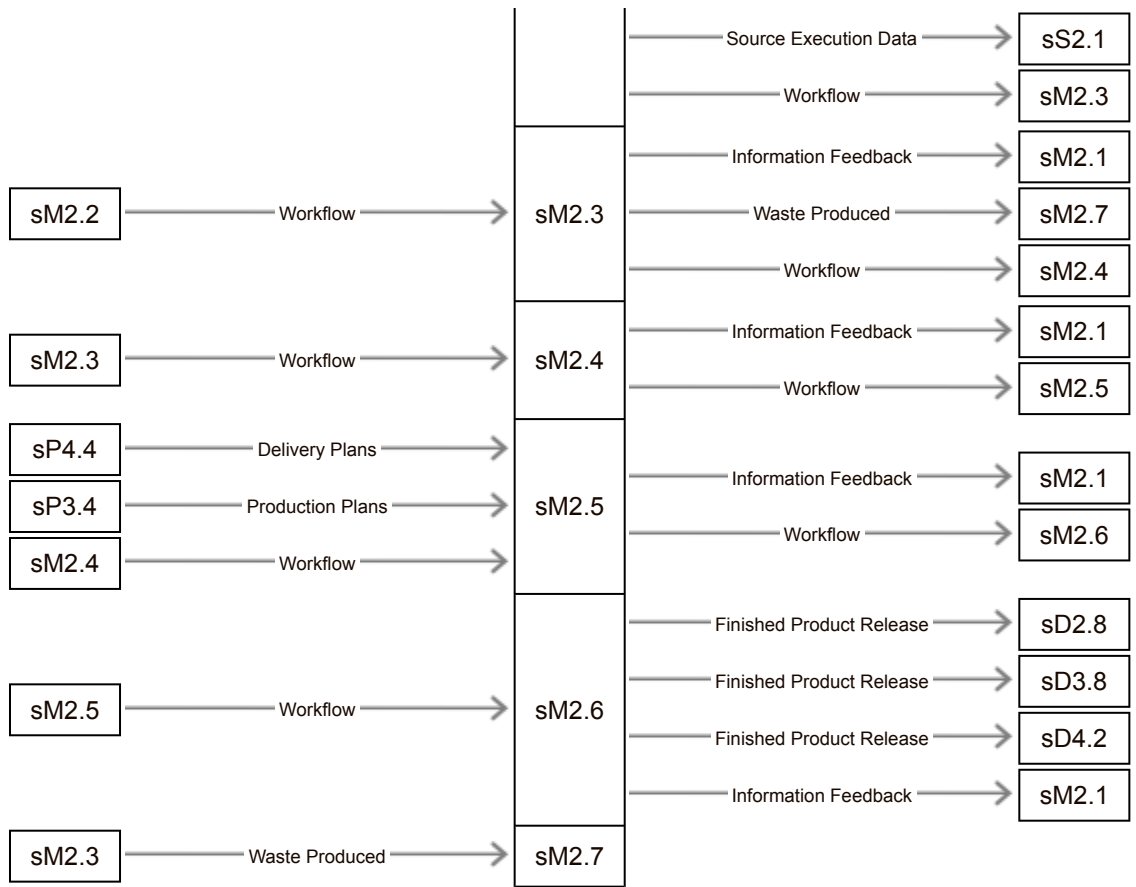 Source Execution Data
sS2.1
Workflow
sM2.3
Information Feedback
sM2.1
sM2.2
Workflow
sM2.3
Waste Produced
sM2.7
Workflow
sM2.4
Information Feedback
sM2.1
sM2.3
Workflow
sM2.4
Workflow
sM2.5
sP4.4
Delivery Plans
Information Feedback
sM2.1
sP3.4
Production Plans
sM2.5
Workflow
sM2.6
sM2.4
Workflow
Finished Product Release
sD2.8
Finished Product Release
sD3.8
sM2.5
Workflow
sM2.6
Finished Product Release
sD4.2
Information Feedback
sM2.1
sM2.3
Waste Produced
sM2.7